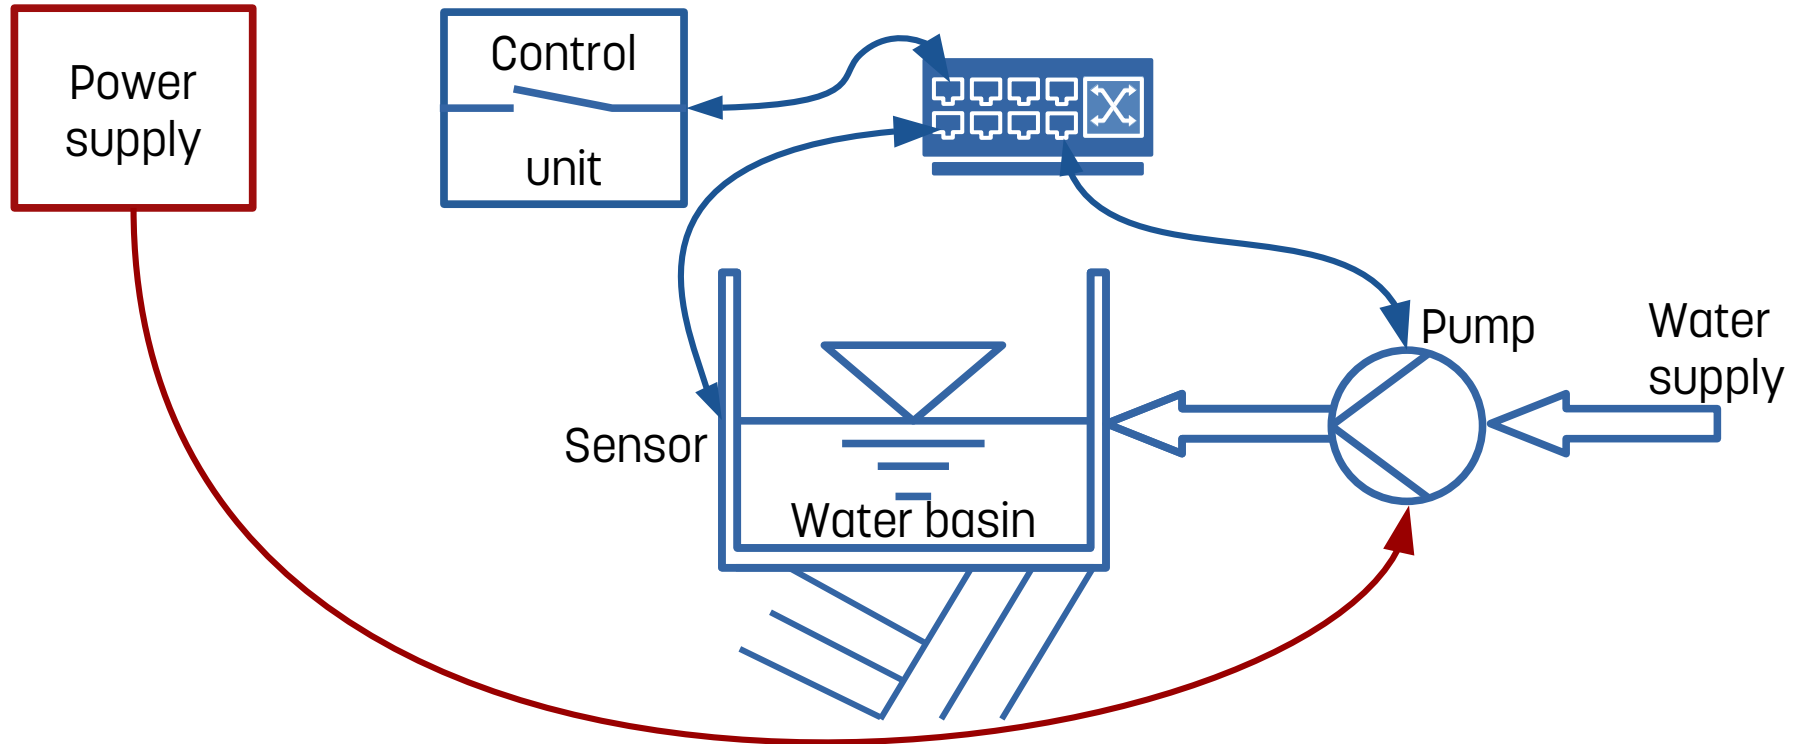 Power
supply
Control
unit
Pump
Water
supply
Sensor
Water basin